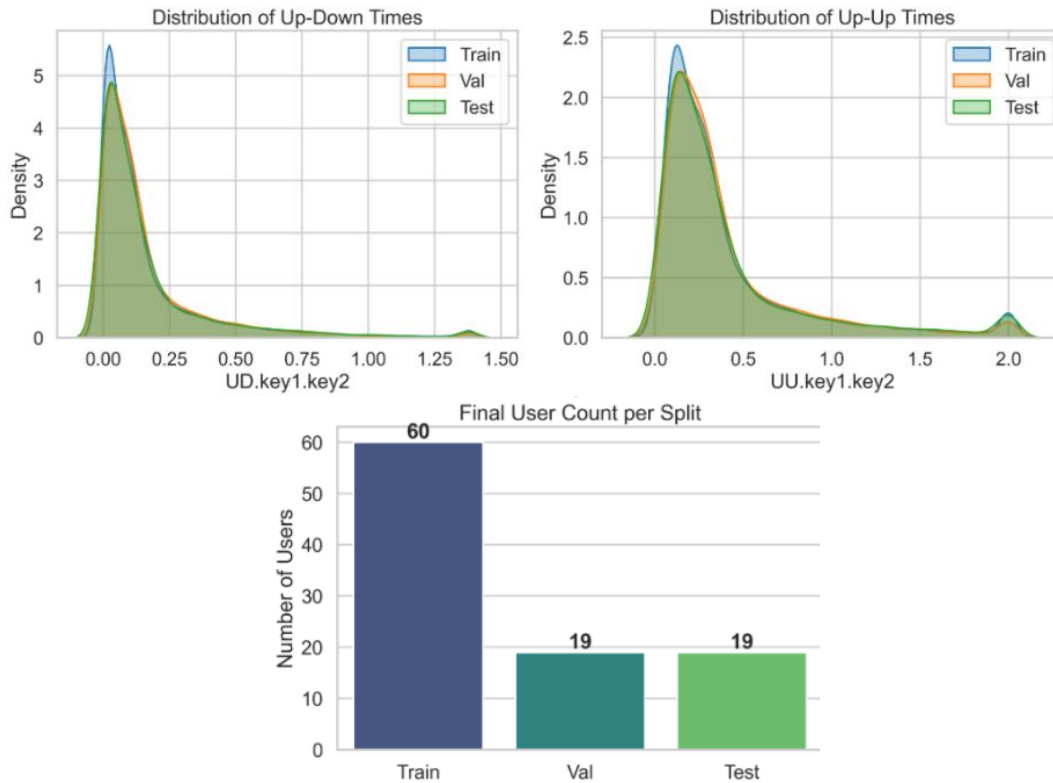 Distribution of Up-Down Times
Train
Val
Test
Density
5
4
3
2
1
0
0.00 0.25 0.50 0.75 1.00 1.25 1.50
UD.key1.key2
Distribution of Up-Up Times
Train
Val
Test
Density
2.5
2.0
1.5
1.0
0.5
0.0
0.0 0.5 1.0 1.5 2.0
UU.key1.key2
Final User Count per Split
Number of Users
60
50
40
30
20
10
0
60
19
19
Train Val Test